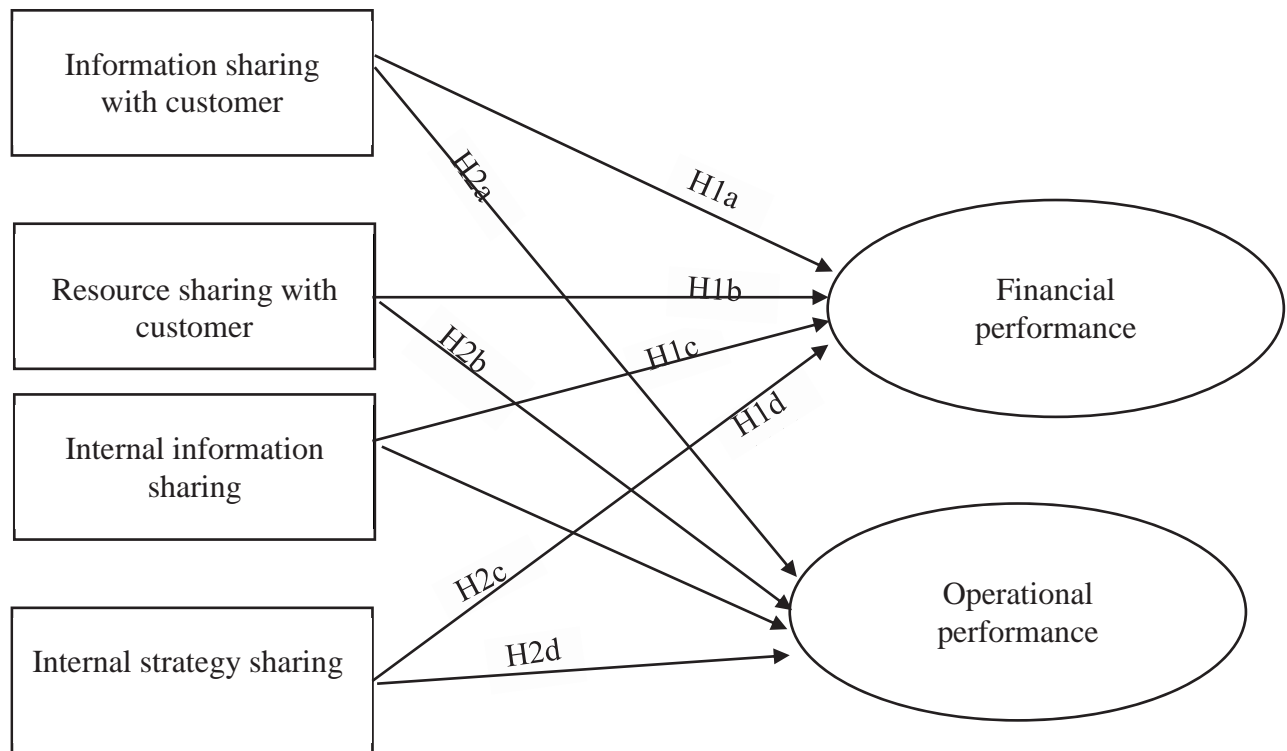 Information sharing
with customer
H2a
H1a
Resource sharing with
customer
H1b
Financial
performance
H2b
H1c
H1d
Internal information
sharing
H2c
Operational
performance
Internal strategy sharing
H2d